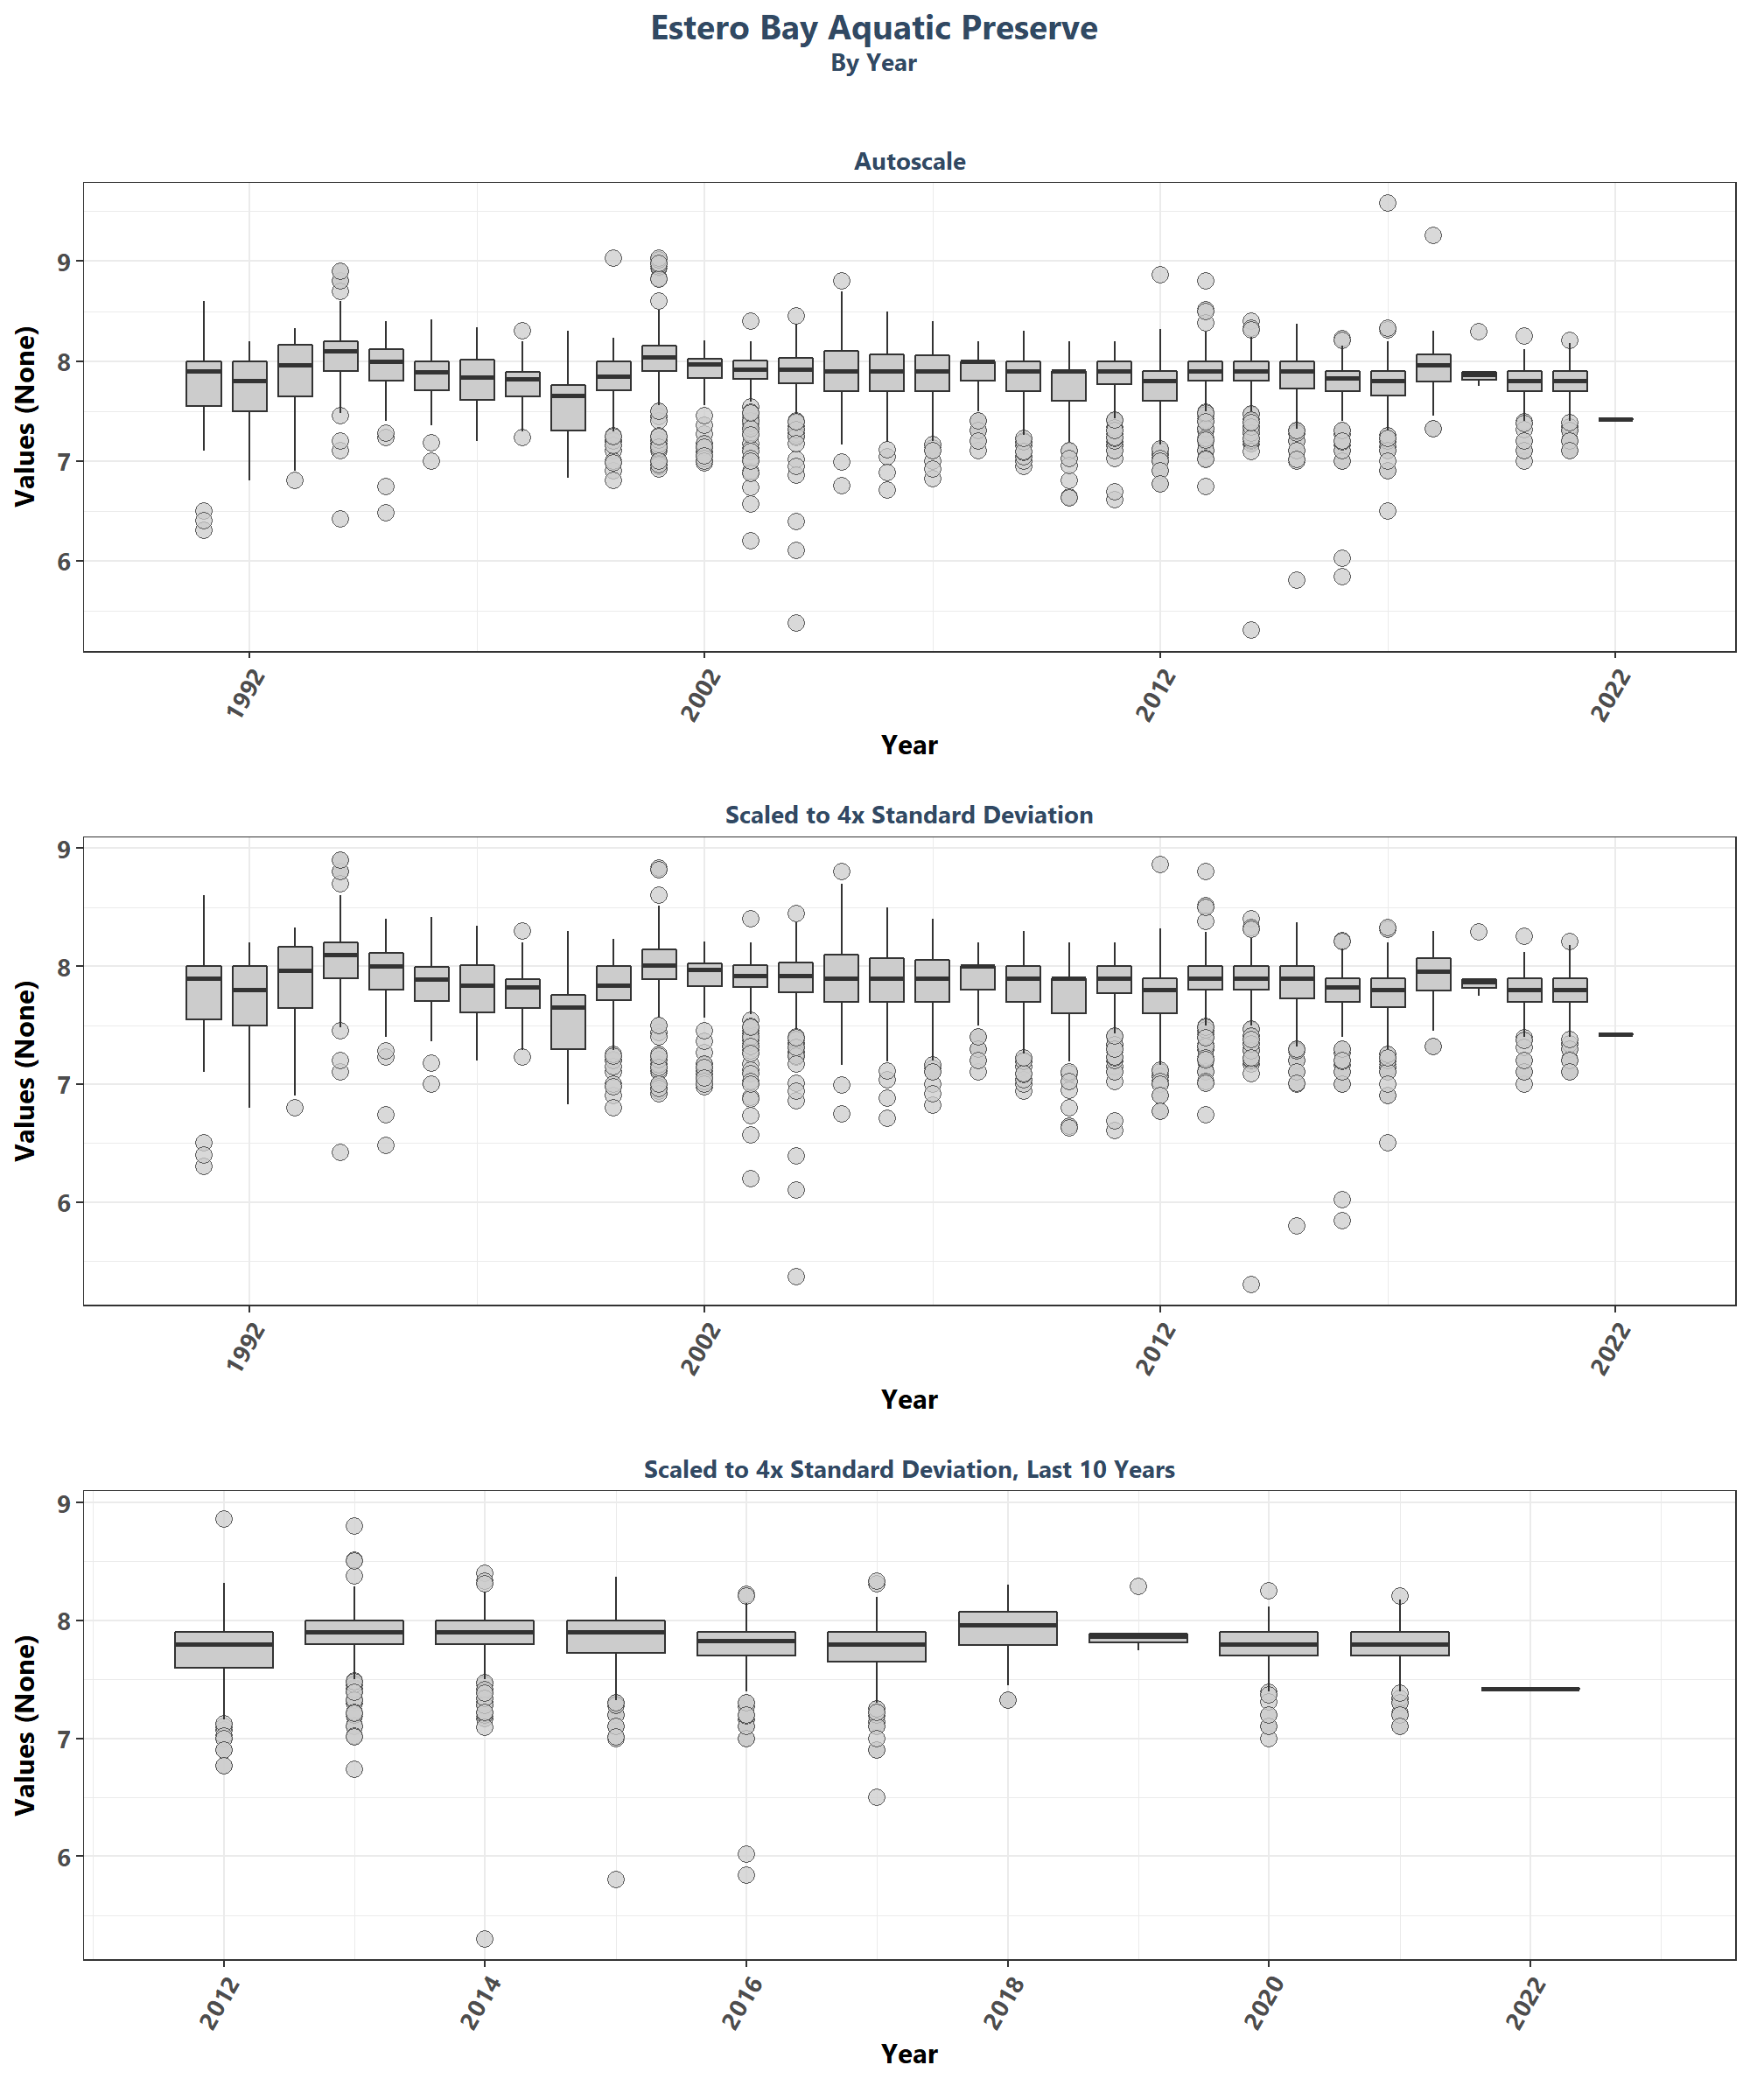 Estero Bay Aquatic Preserve
By Year
Autoscale
Values (None)
9
8
7
6
1992 2002 2012 2022
Year
Scaled to 4x Standard Deviation
Values (None)
9
8
7
6
1992 2002 2012 2022
Year
Scaled to 4x Standard Deviation, Last 10 Years
Values (None)
9
8
7
6
2012 2014 2016 2018 2020 2022
Year